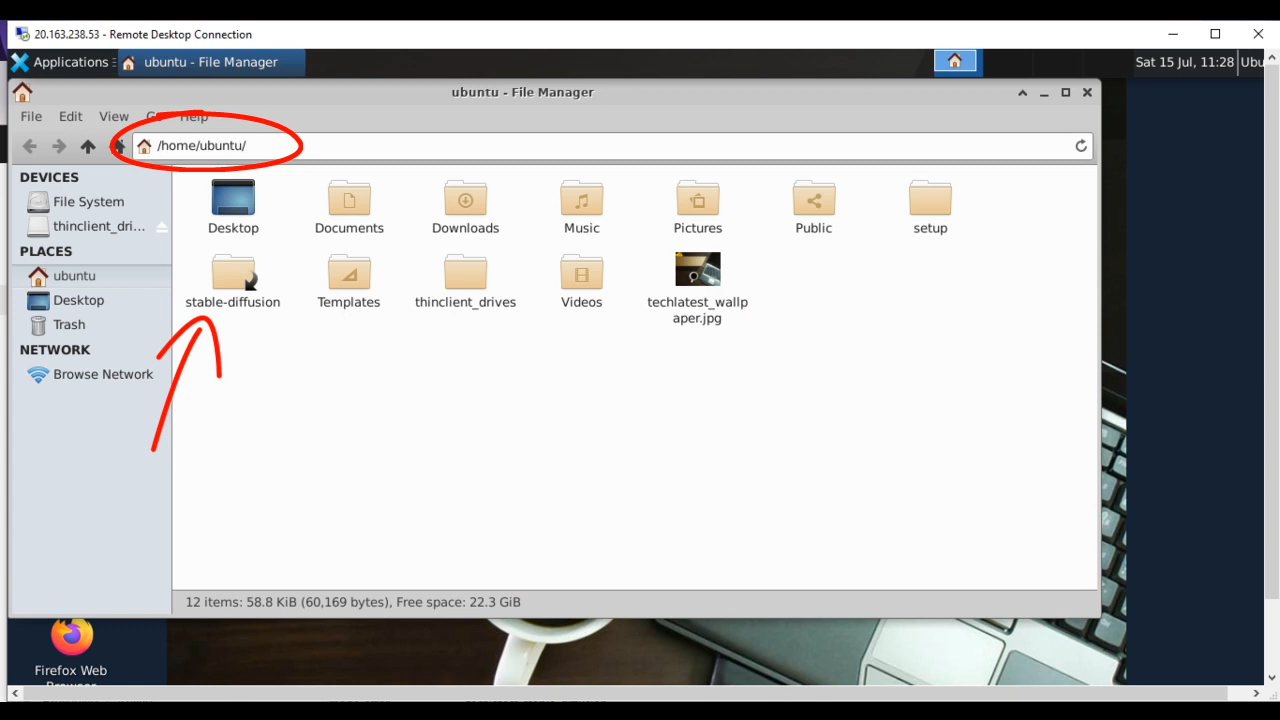 20.163.238.53 - Remote Desktop Connection
Applications
ubuntu - File Manager
Sat 15 Jul, 11:28
Ubu
ubuntu - File Manager
File Edit View Go Help
/home/ubuntu/
DEVICES
File System
thinclient_dri...
PLACES
ubuntu
Desktop
Trash
NETWORK
Browse Network
Desktop
Documents
Downloads
Music
Pictures
Public
setup
stable-diffusion
Templates
thinclient_drives
Videos
techlatest_wallp
aper.jpg
12 items: 58.8 KiB (60,169 bytes), Free space: 22.3 GiB
Firefox Web
Browser